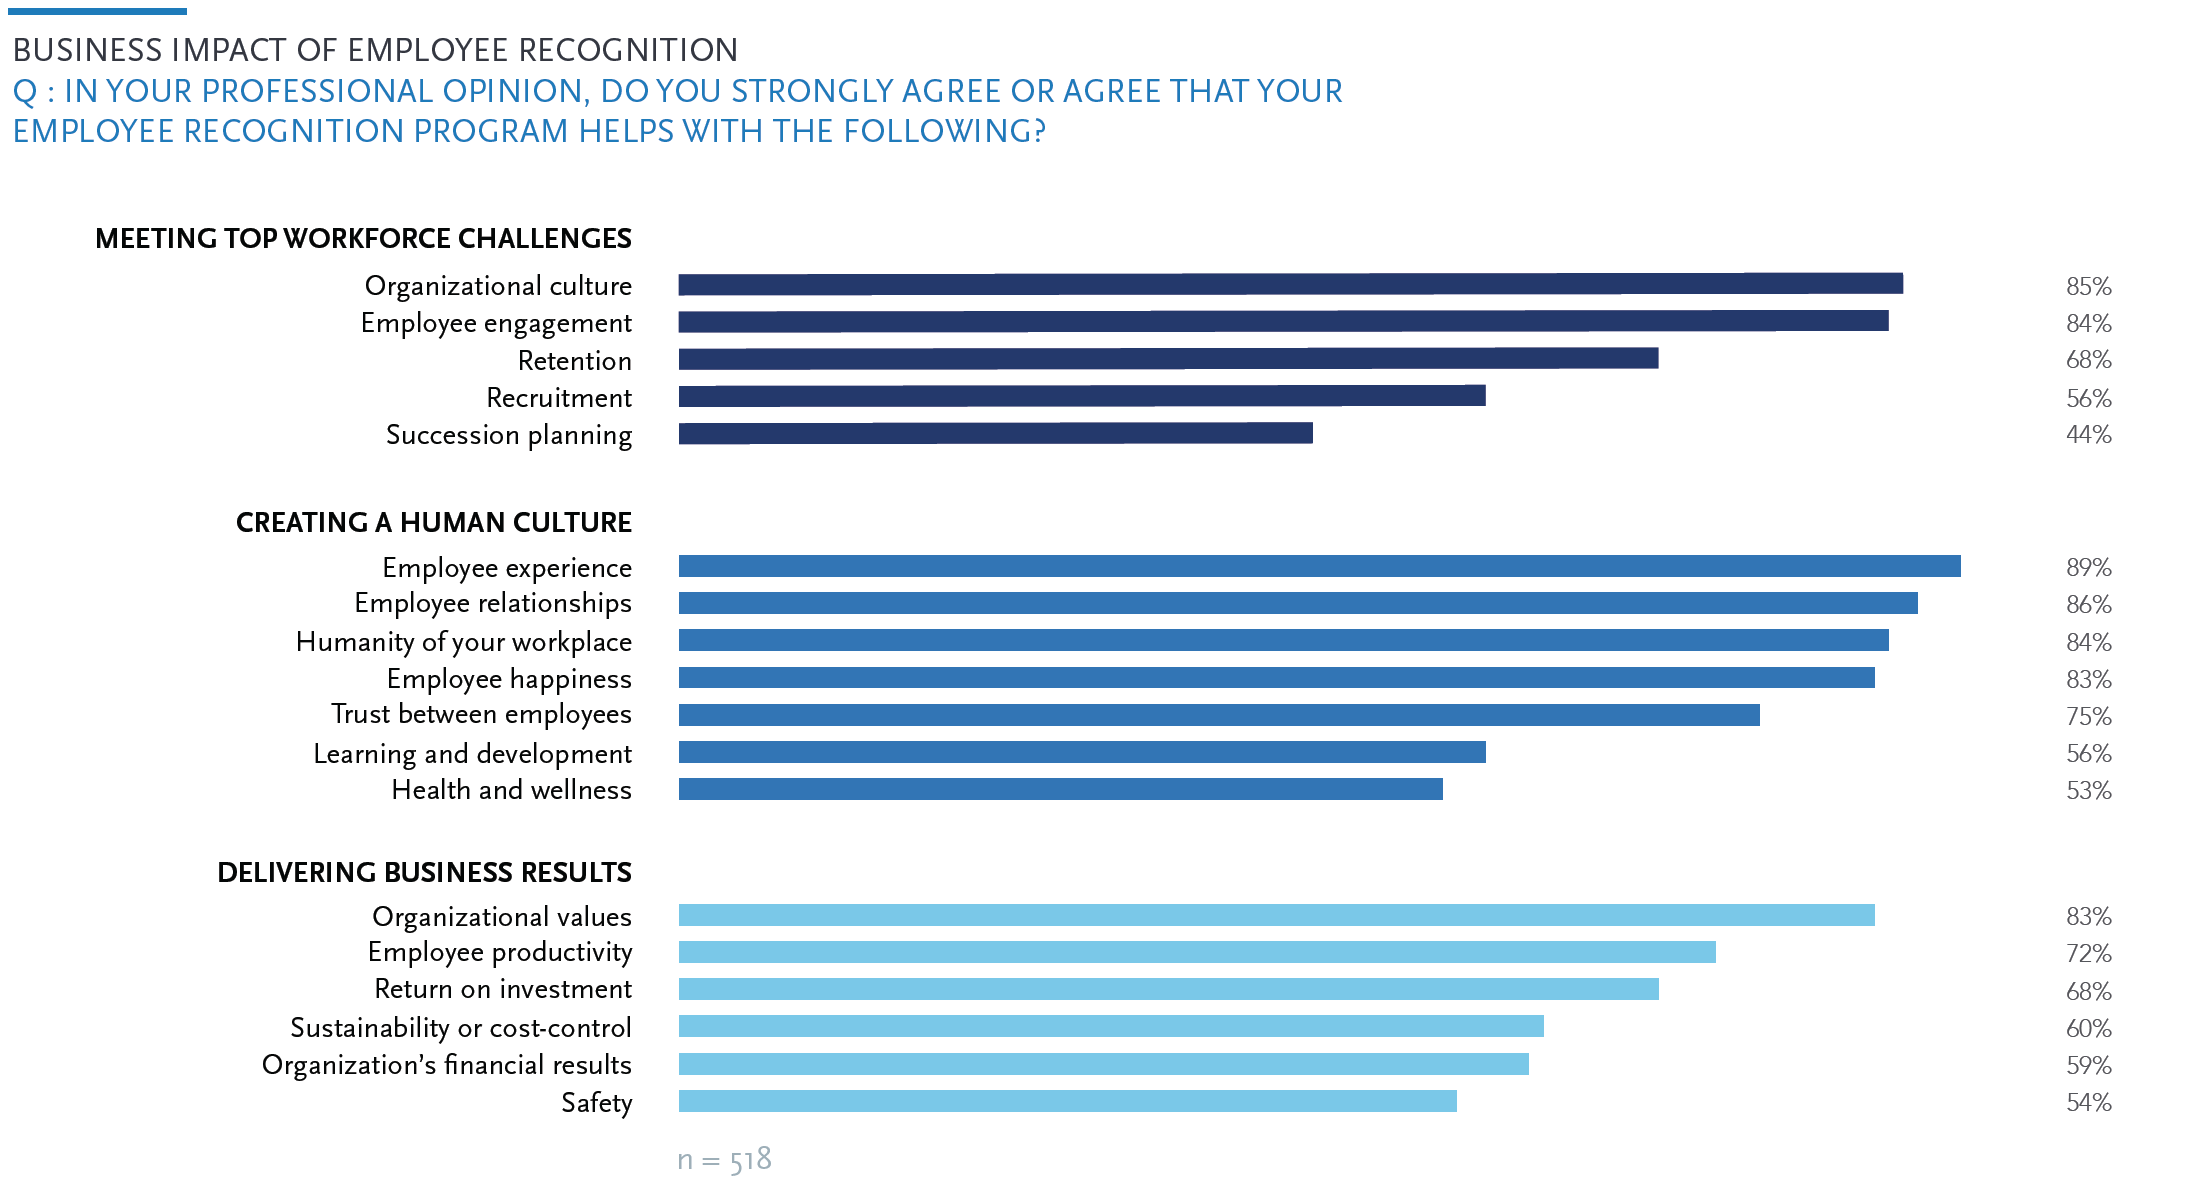 BUSINESS IMPACT OF EMPLOYEE RECOGNITION
Q : IN YOUR PROFESSIONAL OPINION, DO YOU STRONGLY AGREE OR AGREE THAT YOUR
EMPLOYEE RECOGNITION PROGRAM HELPS WITH THE FOLLOWING?
MEETING TOP WORKFORCE CHALLENGES
Organizational culture 85%
Employee engagement 84%
Retention 68%
Recruitment 56%
Succession planning 44%
CREATING A HUMAN CULTURE
Employee experience 89%
Employee relationships 86%
Humanity of your workplace 84%
Employee happiness 83%
Trust between employees 75%
Learning and development 56%
Health and wellness 53%
DELIVERING BUSINESS RESULTS
Organizational values 83%
Employee productivity 72%
Return on investment 68%
Sustainability or cost-control 60%
Organization’s financial results 59%
Safety 54%
n = 518